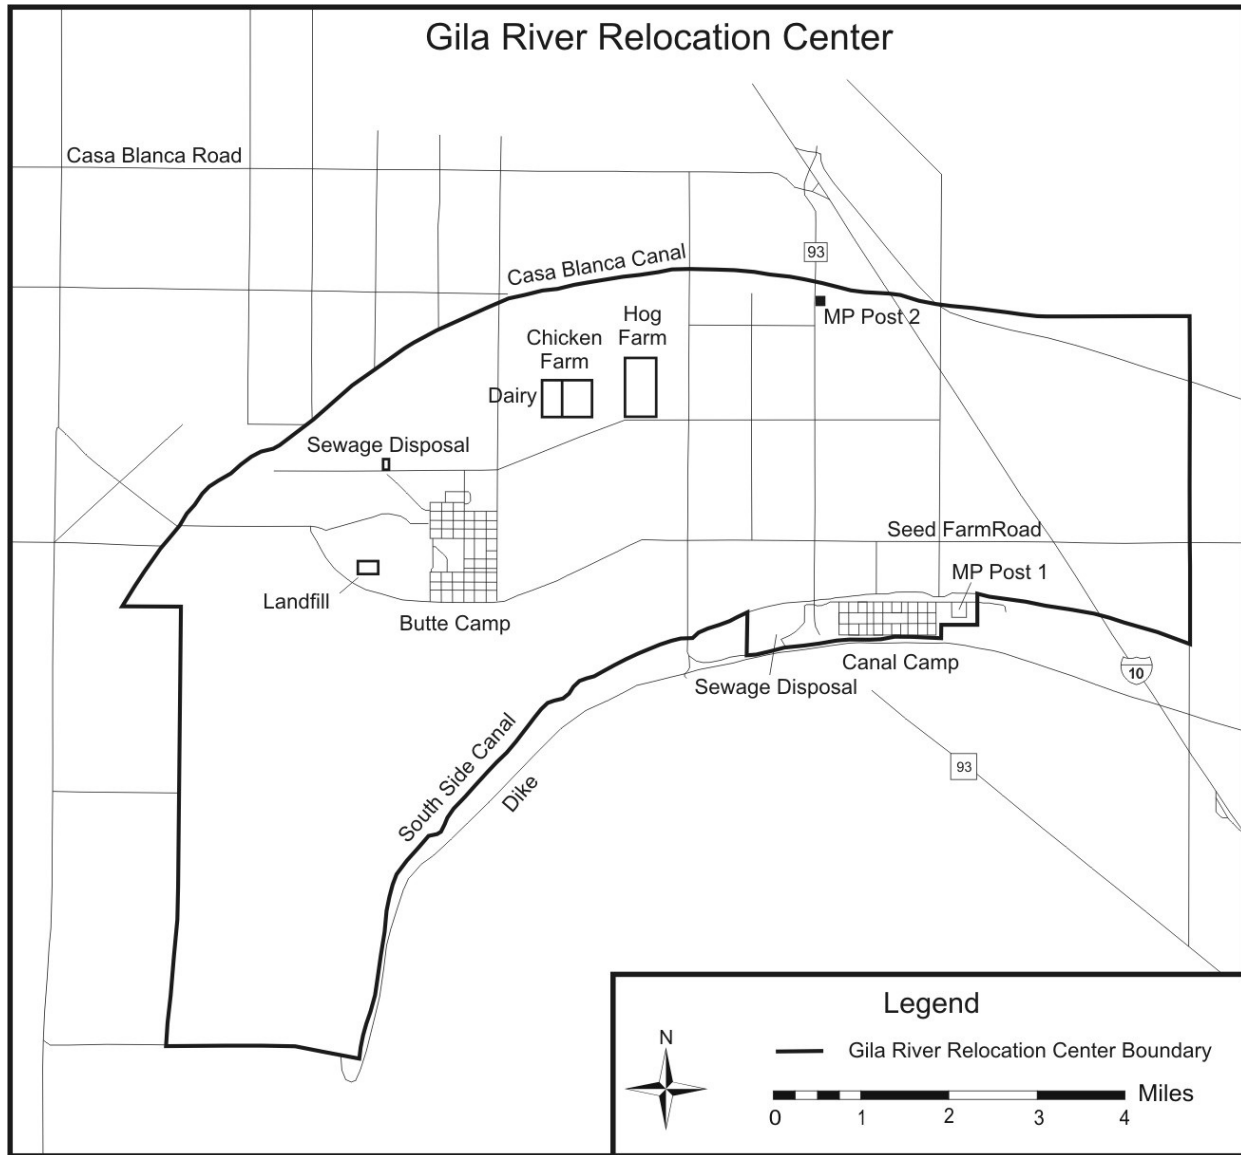 Gila River Relocation Center
Casa Blanca Road
Casa Blanca Canal
93
MP Post 2
Hog
Farm
Chicken
Farm
Dairy
Sewage Disposal
Seed FarmRoad
MP Post 1
Landfill
Butte Camp
Canal Camp
Sewage Disposal
10
South Side Canal
Dike
93
Legend
N
Gila River Relocation Center Boundary
Miles
0 1 2 3 4